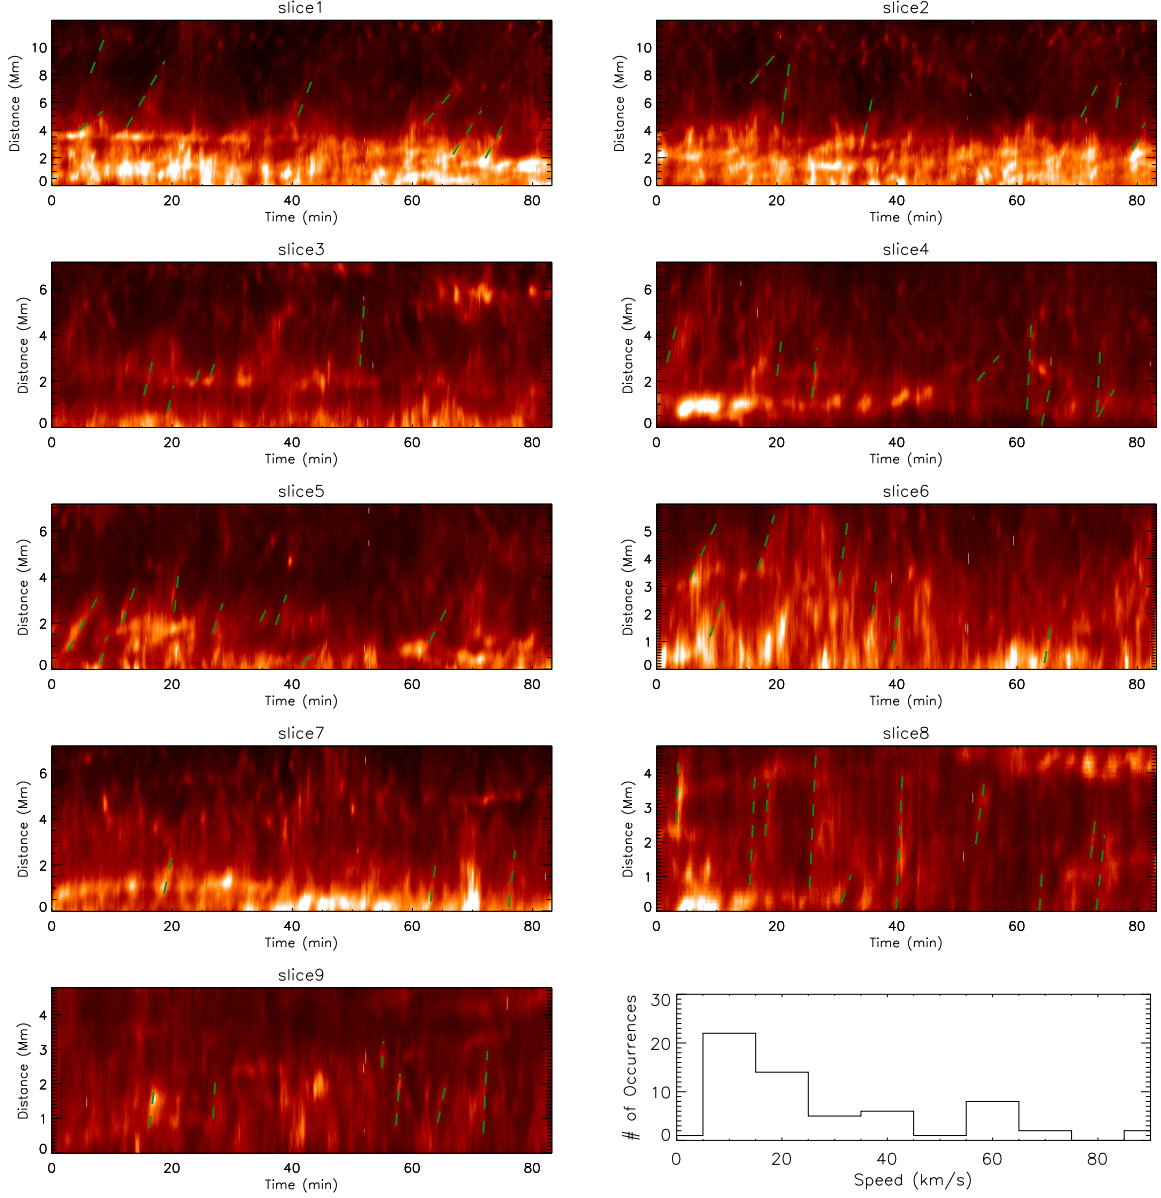 slice1
slice2
10
8
6
4
2
0
Distance (Mm)
0 20 40 60 80
Time (min)
10
8
6
4
2
0
Distance (Mm)
0 20 40 60 80
Time (min)
slice3
slice4
6
4
2
0
Distance (Mm)
0 20 40 60 80
Time (min)
6
4
2
0
Distance (Mm)
0 20 40 60 80
Time (min)
slice5
slice6
6
4
2
0
Distance (Mm)
0 20 40 60 80
Time (min)
5
4
3
2
1
0
Distance (Mm)
0 20 40 60 80
Time (min)
slice7
slice8
6
4
2
0
Distance (Mm)
0 20 40 60 80
Time (min)
4
3
2
1
0
Distance (Mm)
0 20 40 60 80
Time (min)
slice9
4
3
2
1
0
Distance (Mm)
0 20 40 60 80
Time (min)
30
20
10
0
# of Occurrences
0 20 40 60 80
Speed (km/s)